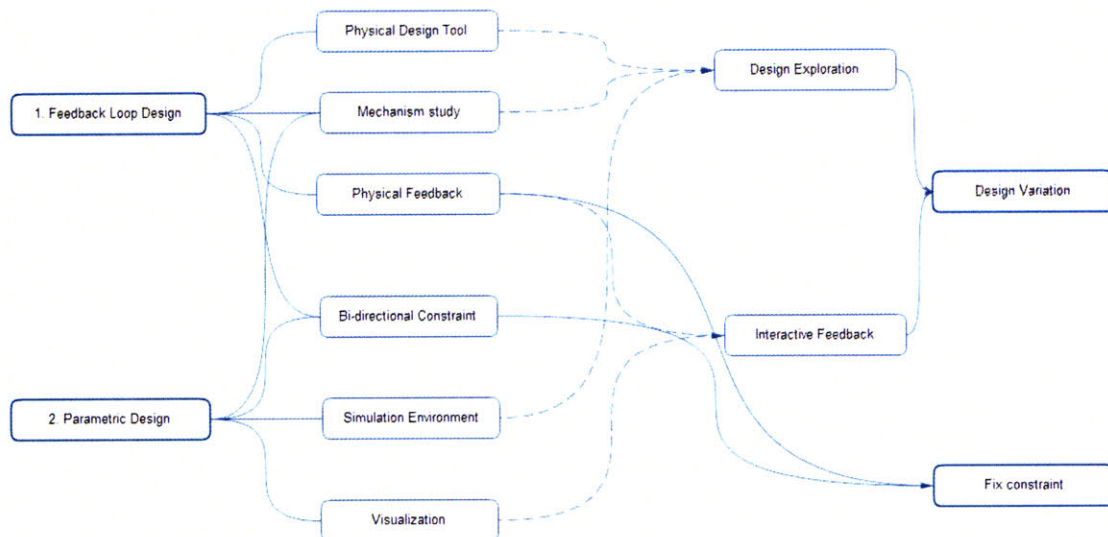 Physical Design Tool
Design Exploration
1. Feedback Loop Design
Mechanism study
Physical Feedback
Design Variation
Bi-directional Constraint
Interactive Feedback
2. Parametric Design
Simulation Environment
Fix constraint
Visualization